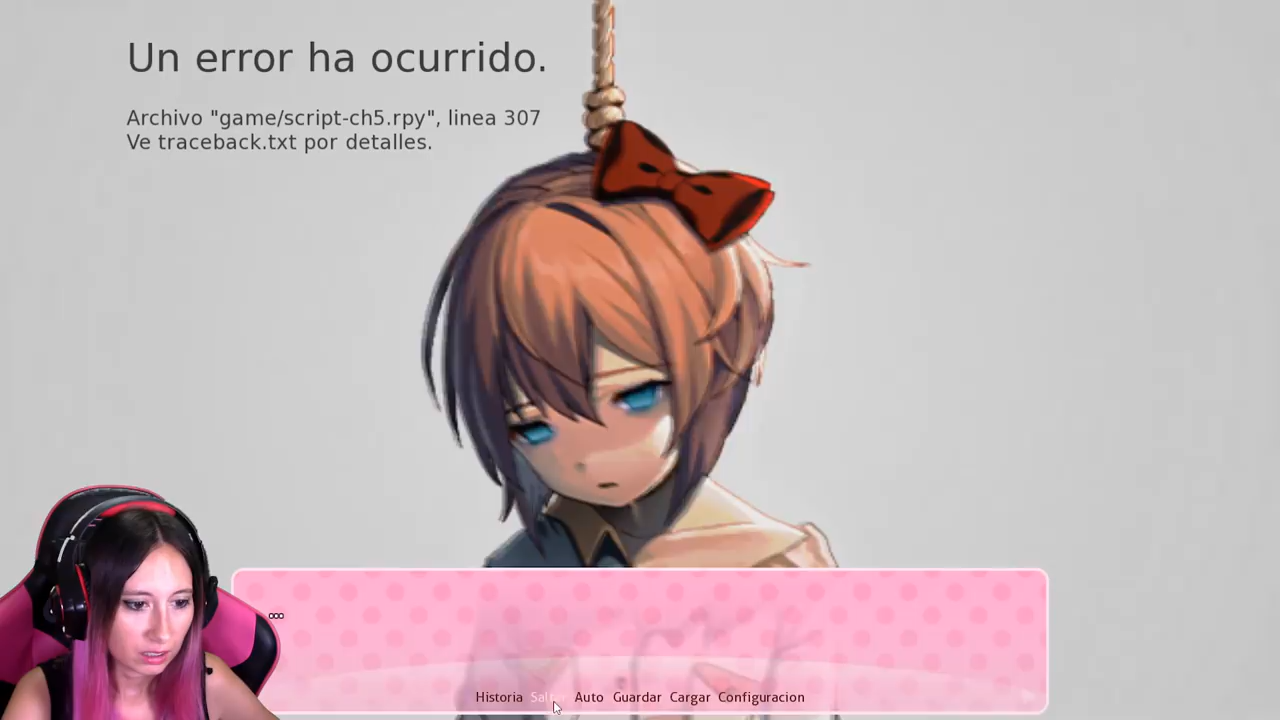 Un error ha ocurrido.
Archivo "game/script-ch5.rpy", linea 307
Ve traceback.txt por detalles.
Historia Auto Guardar Cargar Configuracion